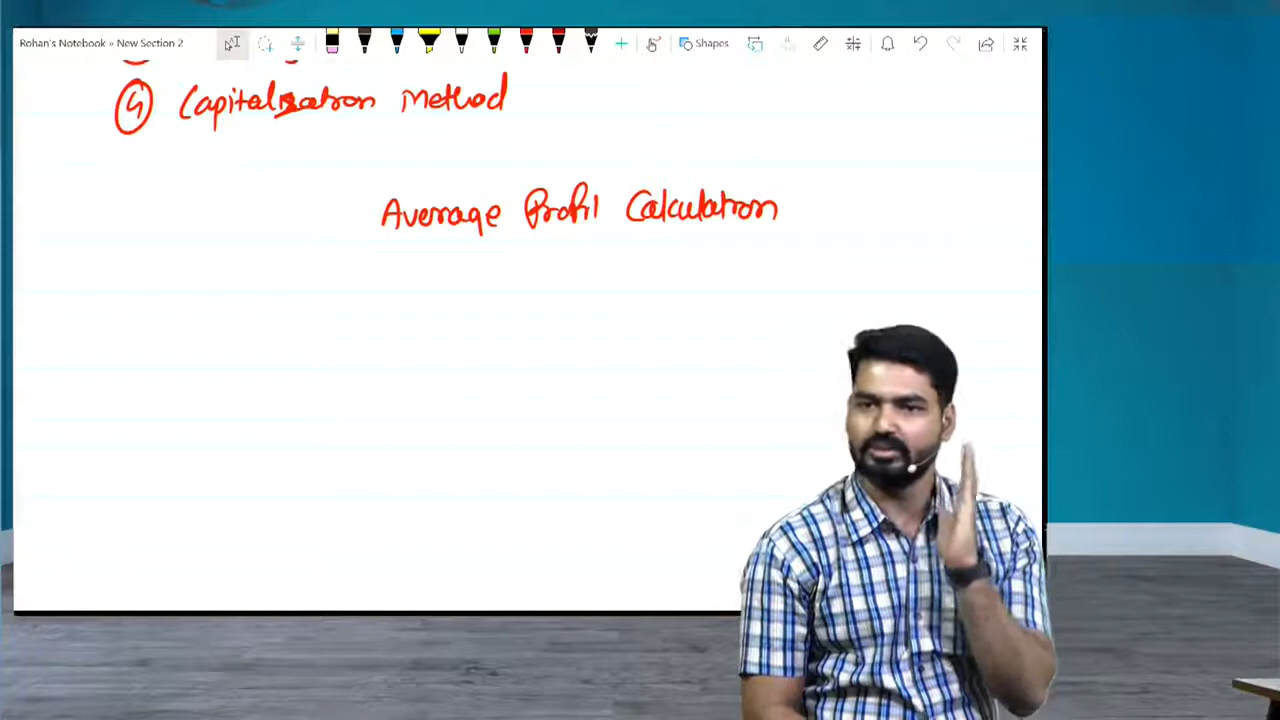 Rohan's Notebook » New Section 2
Shapes
④ Capitalisation Method
Average Profit Calculation